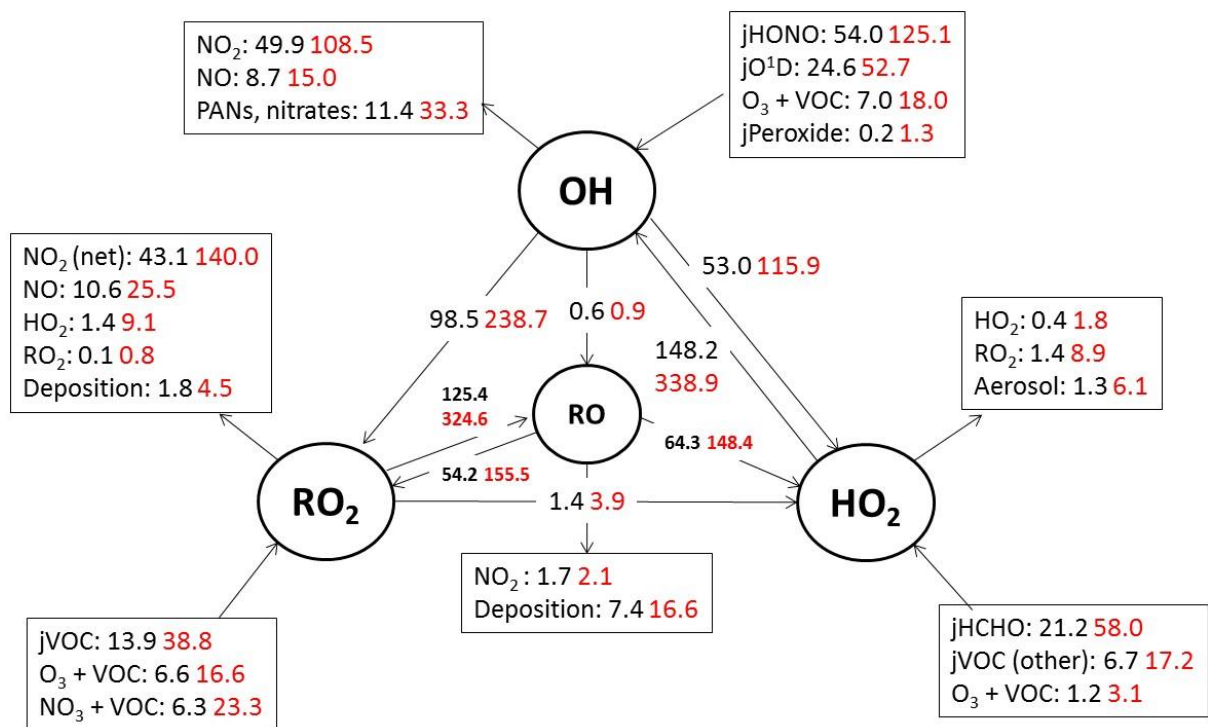 NO₂: 49.9 108.5
NO: 8.7 15.0
PANs, nitrates: 11.4 33.3
jHONO: 54.0 125.1
jO¹D: 24.6 52.7
O₃ + VOC: 7.0 18.0
jPeroxide: 0.2 1.3
OH
NO₂ (net): 43.1 140.0
NO: 10.6 25.5
HO₂: 1.4 9.1
RO₂: 0.1 0.8
Deposition: 1.8 4.5
53.0 115.9
98.5 238.7
0.6 0.9
148.2
338.9
HO₂: 0.4 1.8
RO₂: 1.4 8.9
Aerosol: 1.3 6.1
125.4
324.6
RO
64.3 148.4
54.2 155.5
RO₂
1.4 3.9
HO₂
NO₂ : 1.7 2.1
Deposition: 7.4 16.6
jVOC: 13.9 38.8
O₃ + VOC: 6.6 16.6
NO₃ + VOC: 6.3 23.3
jHCHO: 21.2 58.0
jVOC (other): 6.7 17.2
O₃ + VOC: 1.2 3.1